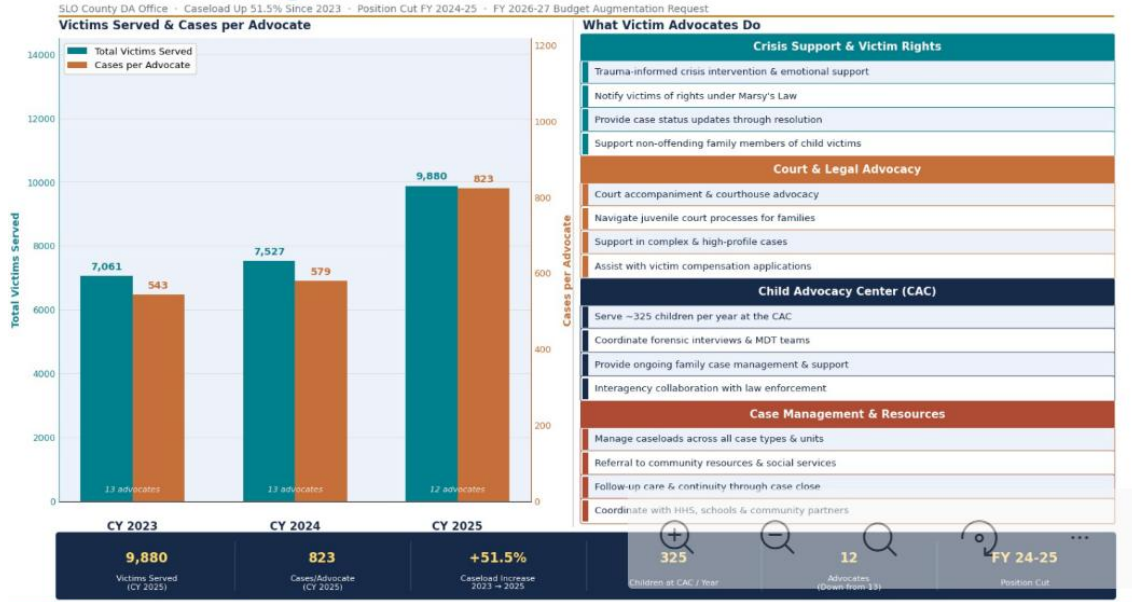 SLO County DA Office · Caseload Up 51.5% Since 2023 · Position Cut FY 2024-25 · FY 2026-27 Budget Augmentation Request
Victims Served & Cases per Advocate
Total Victims Served
Cases per Advocate
14000
12000
10000
8000
6000
4000
2000
0
Total Victims Served
7,061
543
13 advocates
CY 2023
7,527
579
13 advocates
CY 2024
9,880
823
12 advocates
CY 2025
1200
1000
800
600
400
200
0
Cases per Advocate
What Victim Advocates Do
Crisis Support & Victim Rights
Trauma-informed crisis intervention & emotional support
Notify victims of rights under Marsy's Law
Provide case status updates through resolution
Support non-offending family members of child victims
Court & Legal Advocacy
Court accompaniment & courthouse advocacy
Navigate juvenile court processes for families
Support in complex & high-profile cases
Assist with victim compensation applications
Child Advocacy Center (CAC)
Serve ~325 children per year at the CAC
Coordinate forensic interviews & MDT teams
Provide ongoing family case management & support
Interagency collaboration with law enforcement
Case Management & Resources
Manage caseloads across all case types & units
Referral to community resources & social services
Follow-up care & continuity through case close
Coordinate with HHS, schools & community partners
9,880
Victims Served
(CY 2025)
823
Cases/Advocate
(CY 2025)
+51.5%
Caseload Increase
2023 → 2025
325
Children at CAC / Year
12
Advocates
(Down from 13)
FY 24-25
Position Cut